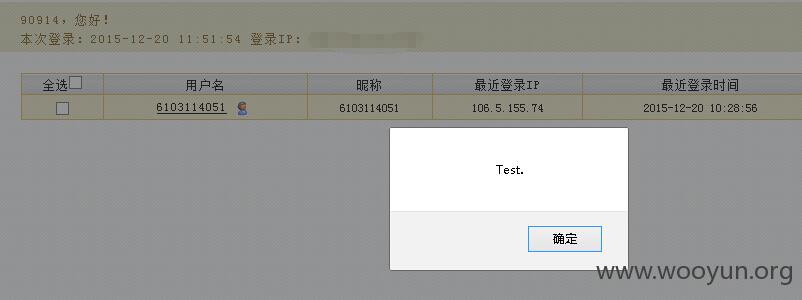 90914，您好！
本次登录：2015-12-20 11:51:54 登录IP：
全选 用户名 昵称 最近登录IP 最近登录时间
6103114051 6103114051 106.5.155.74 2015-12-20 10:28:56
Test.
确定
www.wooyun.org